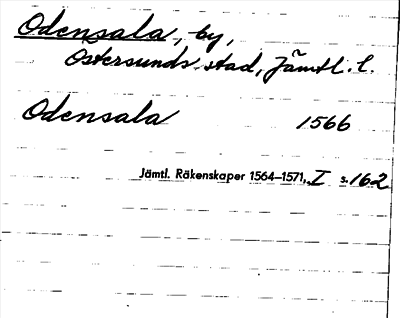 Odensala, by,
Östersunds stad, Jämtl. l.
Odensala 1566
Jämtl. Räkenskaper 1564–1571, I s. 162